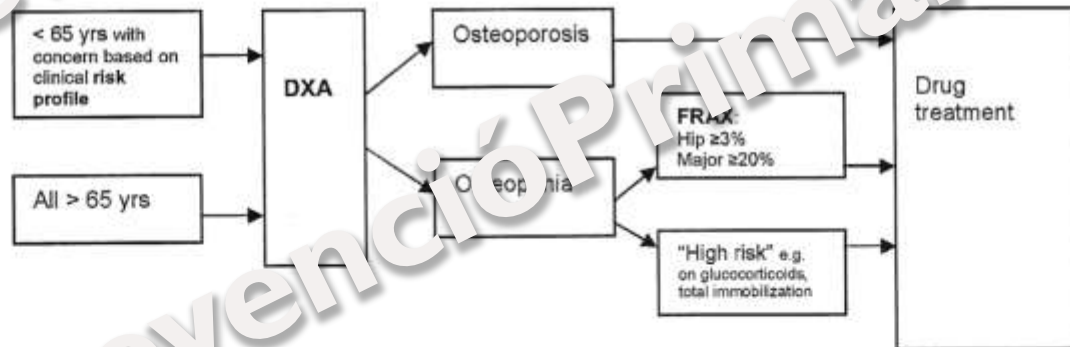 < 65 yrs with
concern based on
clinical risk
profile
All > 65 yrs
DXA
Osteoporosis
FRAX:
Hip ≥3%
Major ≥20%
"High risk" e.g.
on glucocorticoids,
total immobilization
Drug
treatment